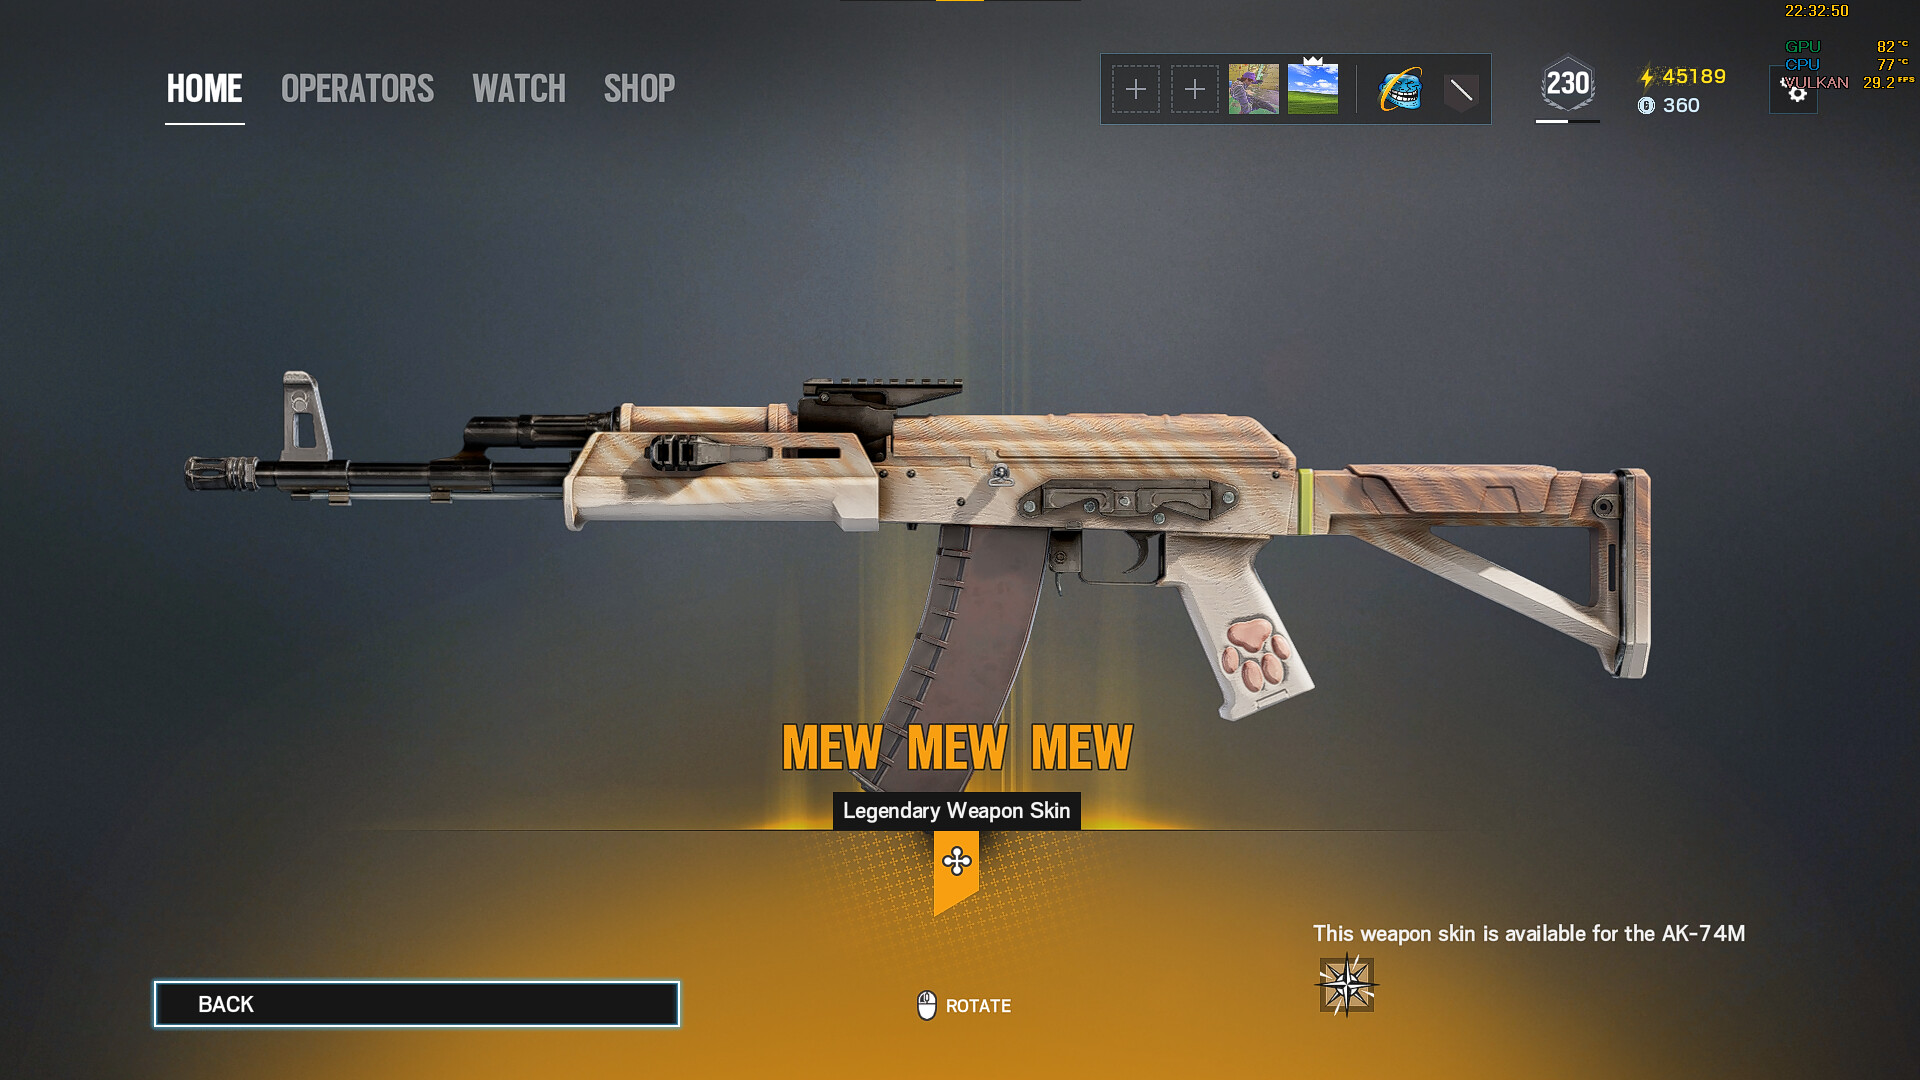 22:32:50
GPU 82 °C
CPU 77 °C
VULKAN 29.2 FPS
HOME OPERATORS WATCH SHOP
230
45189
360
MEW MEW MEW
Legendary Weapon Skin
This weapon skin is available for the AK-74M
BACK
ROTATE